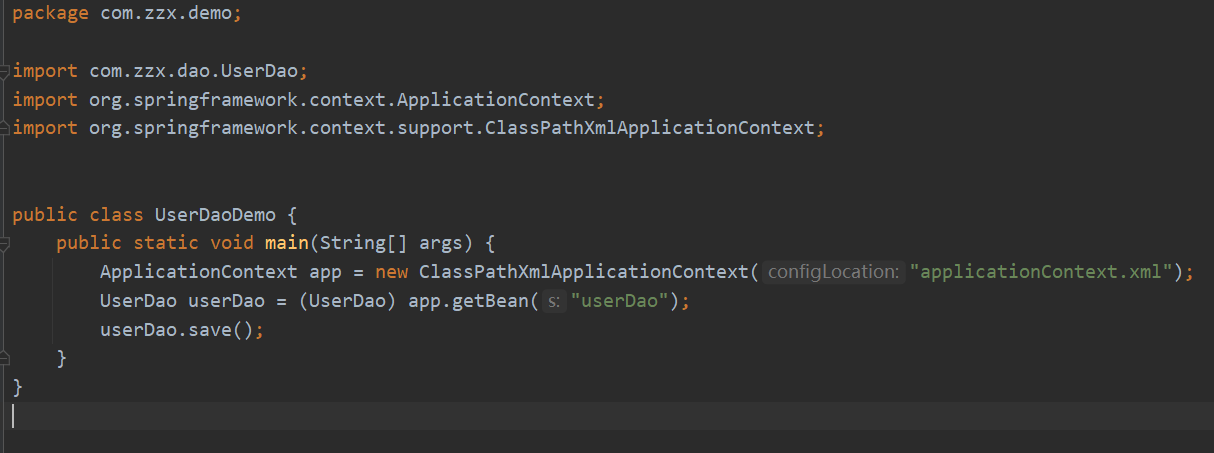 package com.zzx.demo;
import com.zzx.dao.UserDao;
import org.springframework.context.ApplicationContext;
import org.springframework.context.support.ClassPathXmlApplicationContext;
public class UserDaoDemo {
    public static void main(String[] args) {
        ApplicationContext app = new ClassPathXmlApplicationContext( configLocation: "applicationContext.xml");
        UserDao userDao = (UserDao) app.getBean( s: "userDao");
        userDao.save();
    }
}